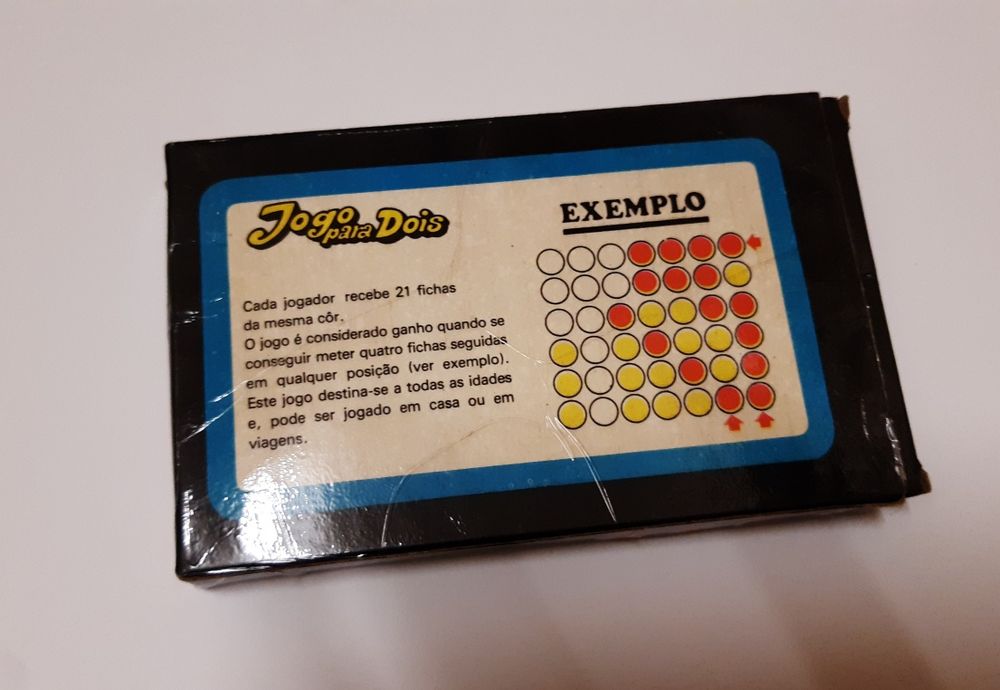 Jogo para Dois
EXEMPLO
Cada jogador recebe 21 fichas
da mesma côr.
O jogo é considerado ganho quando se
conseguir meter quatro fichas seguidas
em qualquer posição (ver exemplo).
Este jogo destina-se a todas as idades
e, pode ser jogado em casa ou em
viagens.